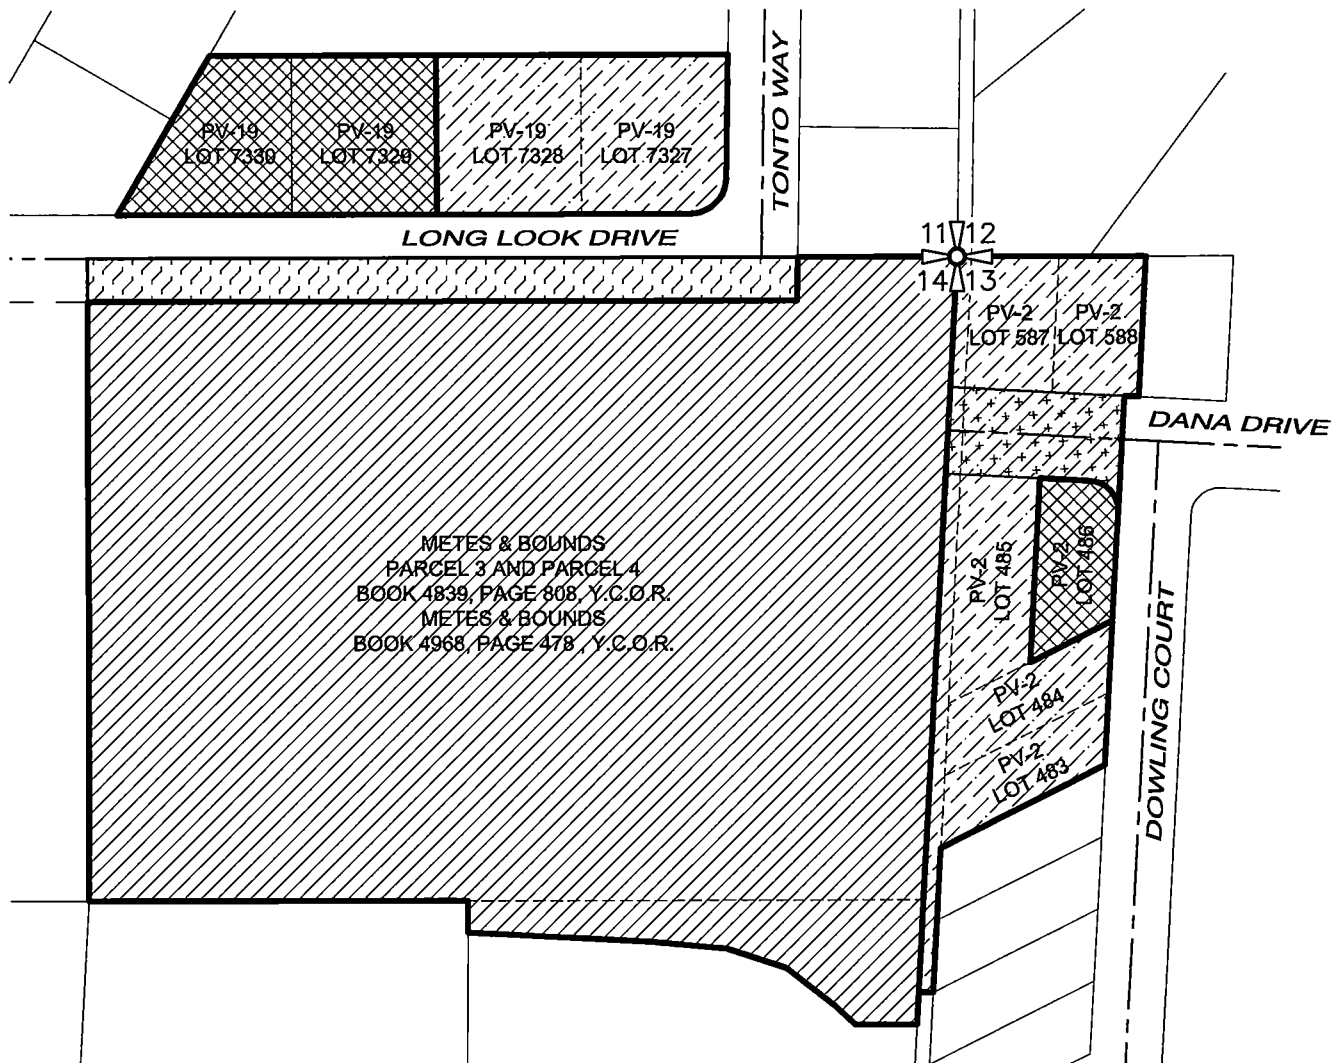 PV-19
LOT 7330
PV-19
LOT 7329
PV-19
LOT 7328
PV-19
LOT 7327
TONTO WAY
LONG LOOK DRIVE
11 12
14 13
PV-2
LOT 587
PV-2
LOT 588
DANA DRIVE
METES & BOUNDS
PARCEL 3 AND PARCEL 4
BOOK 4839, PAGE 808, Y.C.O.R.
METES & BOUNDS
BOOK 4968, PAGE 478 , Y.C.O.R.
PV-2
LOT 485
PV-2
LOT 486
PV-2
LOT 484
PV-2
LOT 483
DOWLING COURT